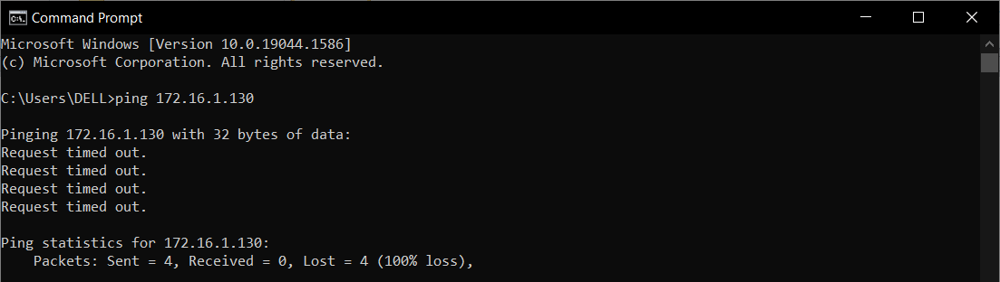 Command Prompt
Microsoft Windows [Version 10.0.19044.1586]
(c) Microsoft Corporation. All rights reserved.
C:\Users\DELL>ping 172.16.1.130
Pinging 172.16.1.130 with 32 bytes of data:
Request timed out.
Request timed out.
Request timed out.
Request timed out.
Ping statistics for 172.16.1.130:
    Packets: Sent = 4, Received = 0, Lost = 4 (100% loss),